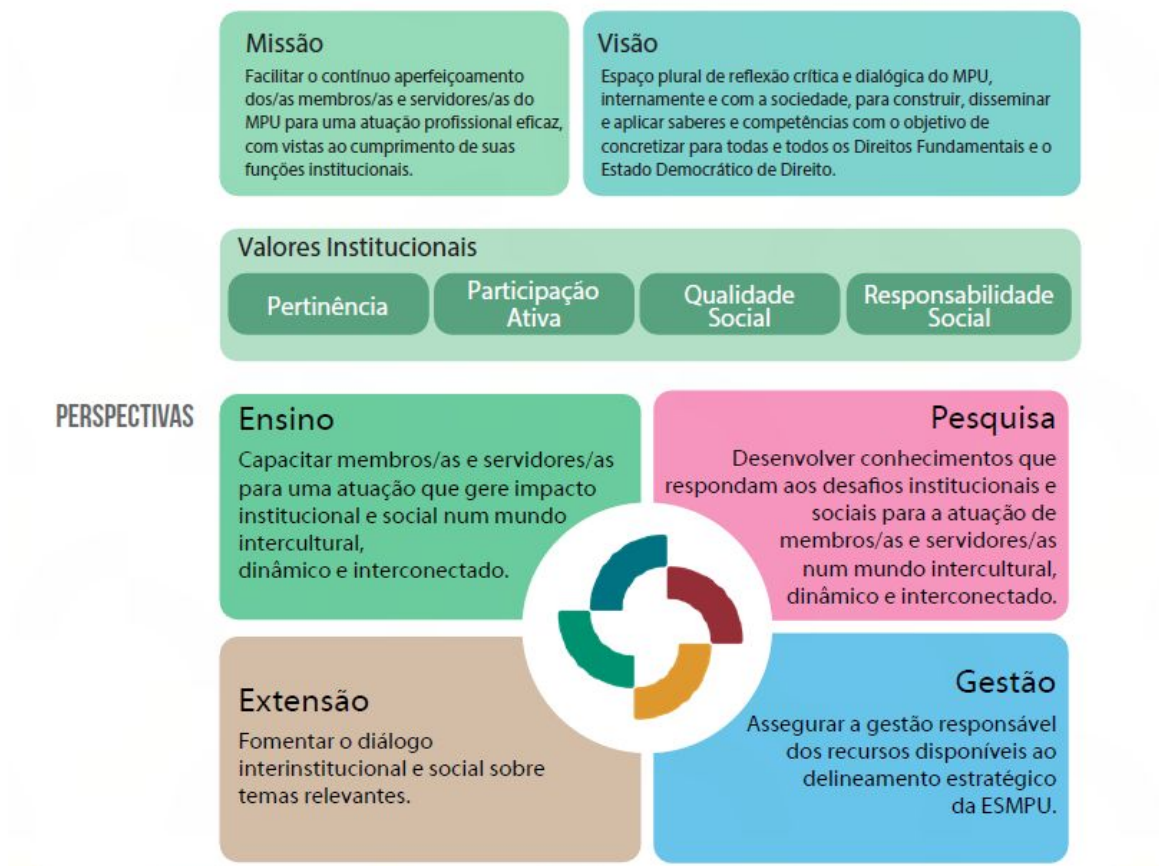 Missão
Facilitar o contínuo aperfeiçoamento
dos/as membros/as e servidores/as do
MPU para uma atuação profissional eficaz,
com vistas ao cumprimento de suas
funções institucionais.
Visão
Espaço plural de reflexão crítica e dialógica do MPU,
internamente e com a sociedade, para construir, disseminar
e aplicar saberes e competências com o objetivo de
concretizar para todas e todos os Direitos Fundamentais e o
Estado Democrático de Direito.
Valores Institucionais
Pertinência
Participação
Ativa
Qualidade
Social
Responsabilidade
Social
PERSPECTIVAS
Ensino
Capacitar membros/as e servidores/as
para uma atuação que gere impacto
institucional e social num mundo
intercultural,
dinâmico e interconectado.
Pesquisa
Desenvolver conhecimentos que
respondam aos desafios institucionais e
sociais para a atuação de
membros/as e servidores/as
num mundo intercultural,
dinâmico e interconectado.
Extensão
Fomentar o diálogo
interinstitucional e social sobre
temas relevantes.
Gestão
Assegurar a gestão responsável
dos recursos disponíveis ao
delineamento estratégico
da ESMPU.